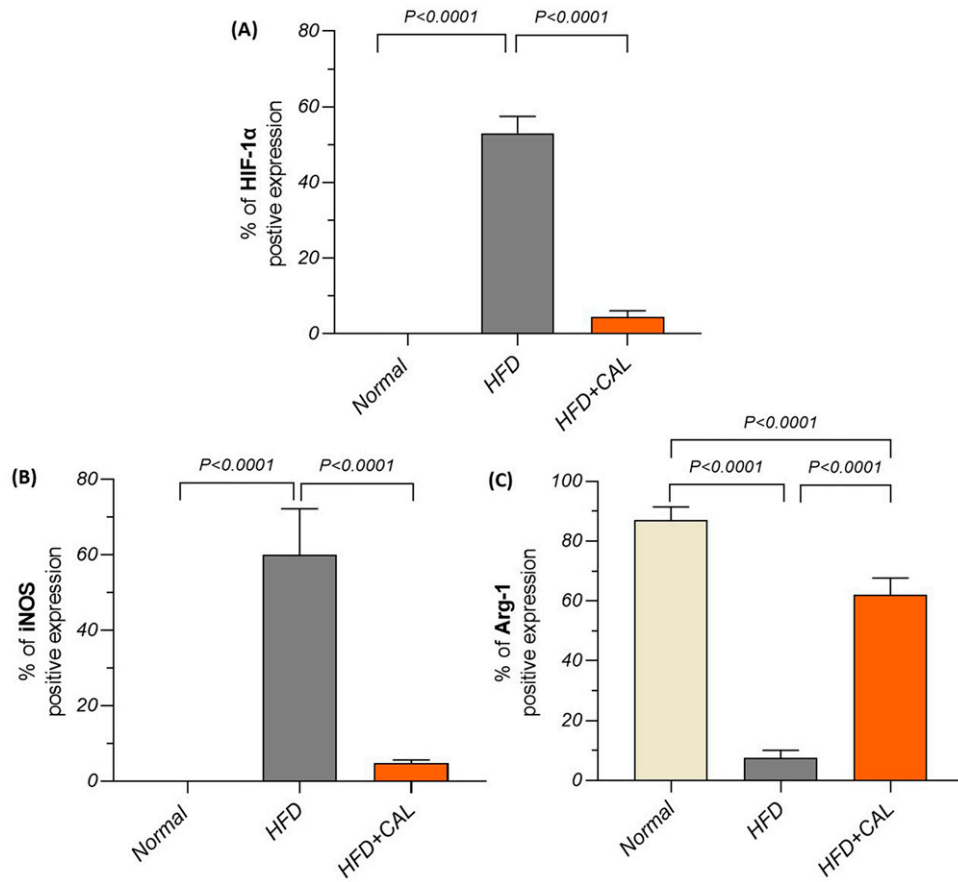 (A)
P<0.0001 P<0.0001
80
60
40
20
0
% of HIF-1α
postive expression
Normal HFD HFD+CAL
(B)
P<0.0001 P<0.0001
80
60
40
20
0
% of iNOS
positive expression
Normal HFD HFD+CAL
(C)
P<0.0001
P<0.0001 P<0.0001
100
80
60
40
20
0
% of Arg-1
positive expression
Normal HFD HFD+CAL